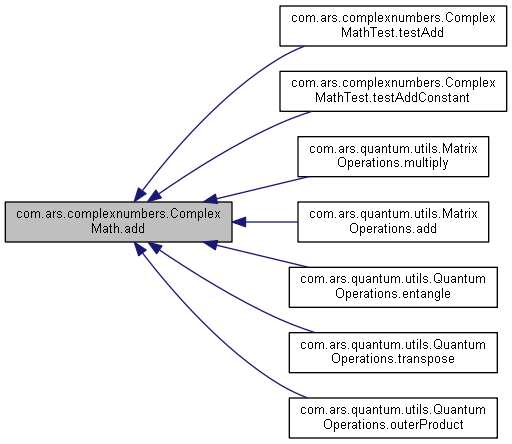 com.ars.complexnumbers.Complex
MathTest.testAdd
com.ars.complexnumbers.Complex
MathTest.testAddConstant
com.ars.quantum.utils.Matrix
Operations.multiply
com.ars.complexnumbers.Complex
Math.add
com.ars.quantum.utils.Matrix
Operations.add
com.ars.quantum.utils.Quantum
Operations.entangle
com.ars.quantum.utils.Quantum
Operations.transpose
com.ars.quantum.utils.Quantum
Operations.outerProduct